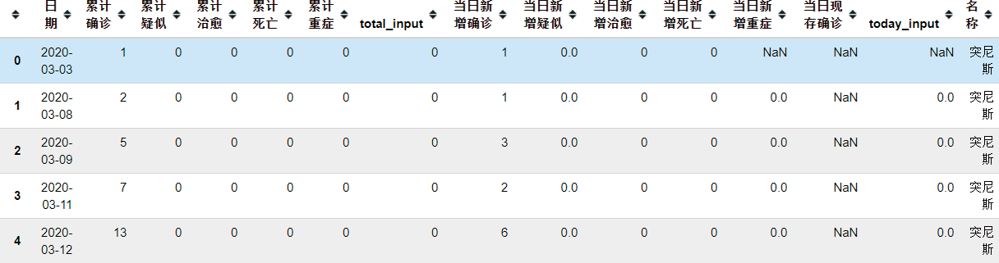 日 累计 累计 累计 累计 累计 当日新 当日新 当日新 当日新 当日新 当日现 名
期 确诊 疑似 治愈 死亡 重症 total_input 增确诊 增疑似 增治愈 增死亡 增重症 存确诊 today_input 称
0 2020- 1 0 0 0 0 0 1 0.0 0 0 NaN NaN NaN 突尼
03-03 斯
1 2020- 2 0 0 0 0 0 1 0.0 0 0 0.0 NaN 0.0 突尼
03-08 斯
2 2020- 5 0 0 0 0 0 3 0.0 0 0 0.0 NaN 0.0 突尼
03-09 斯
3 2020- 7 0 0 0 0 0 2 0.0 0 0 0.0 NaN 0.0 突尼
03-11 斯
4 2020- 13 0 0 0 0 0 6 0.0 0 0 0.0 NaN 0.0 突尼
03-12 斯